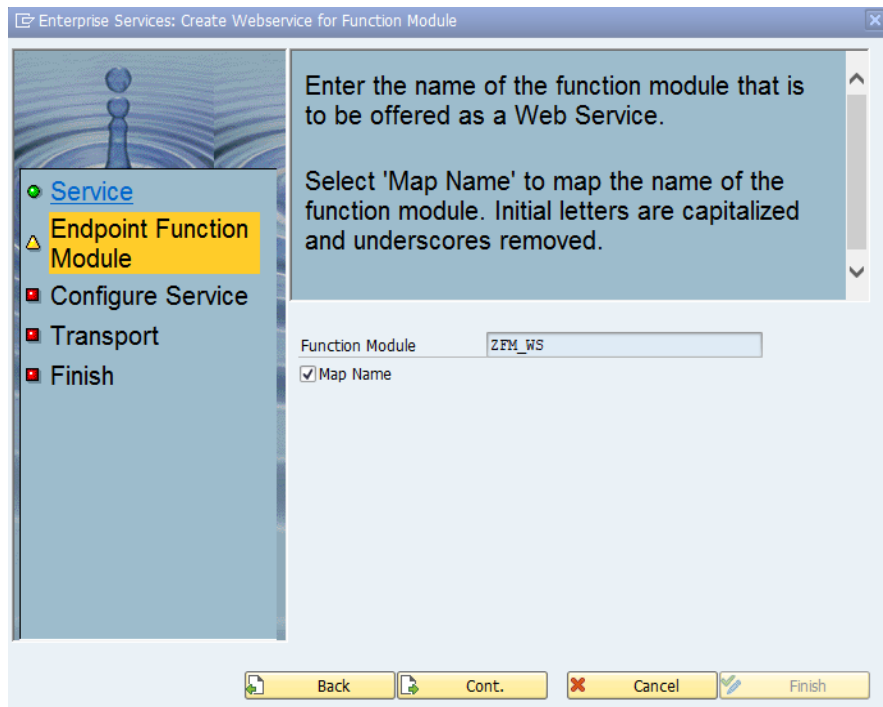 Enterprise Services: Create Webservice for Function Module
Enter the name of the function module that is
to be offered as a Web Service.
Select 'Map Name' to map the name of the
function module. Initial letters are capitalized
and underscores removed.
Service
Endpoint Function
Module
Configure Service
Transport
Finish
Function Module ZFM_WS
Map Name
Back Cont. Cancel Finish